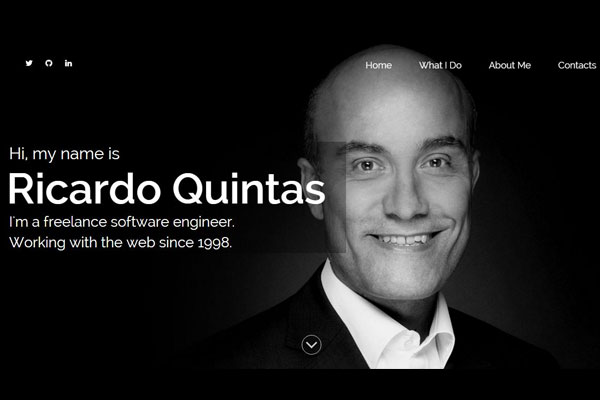 Home What I Do About Me Contacts
Hi, my name is
Ricardo Quintas
I'm a freelance software engineer.
Working with the web since 1998.